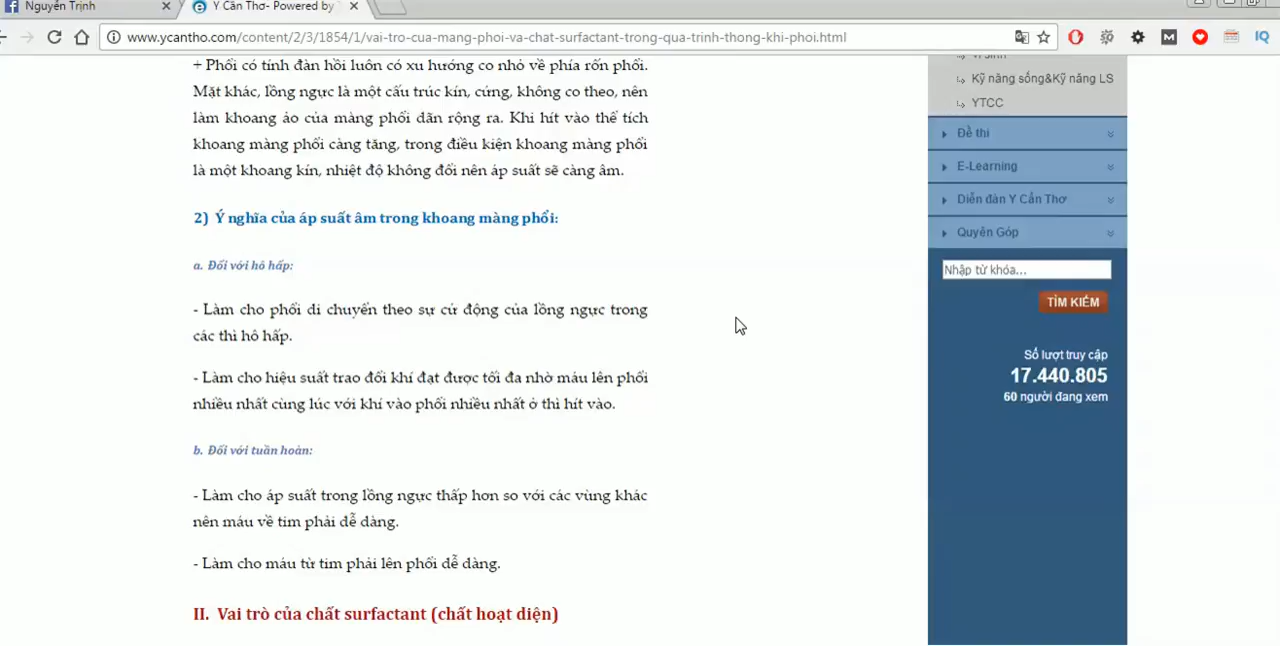 Nguyễn Trịnh
Y Cần Thơ- Powered by
www.ycantho.com/content/2/3/1854/1/vai-tro-cua-mang-phoi-va-chat-surfactant-trong-qua-trinh-thong-khi-phoi.html
+ Phổi có tính đàn hồi luôn có xu hướng co nhỏ về phía rốn phổi.
Mặt khác, lồng ngực là một cấu trúc kín, cứng, không co theo, nên
làm khoang ảo của màng phổi dãn rộng ra. Khi hít vào thể tích
khoang màng phổi càng tăng, trong điều kiện khoang màng phổi
là một khoang kín, nhiệt độ không đổi nên áp suất sẽ càng âm.
2) Ý nghĩa của áp suất âm trong khoang màng phổi:
a. Đối với hô hấp:
- Làm cho phổi di chuyển theo sự cử động của lồng ngực trong
các thì hô hấp.
- Làm cho hiệu suất trao đổi khí đạt được tối đa nhờ máu lên phổi
nhiều nhất cùng lúc với khí vào phổi nhiều nhất ở thì hít vào.
b. Đối với tuần hoàn:
- Làm cho áp suất trong lồng ngực thấp hơn so với các vùng khác
nên máu về tim phải dễ dàng.
- Làm cho máu từ tim phải lên phổi dễ dàng.
II. Vai trò của chất surfactant (chất hoạt diện)
Vi sinh
Kỹ năng sống&Kỹ năng LS
YTCC
Đề thi
E-Learning
Diễn đàn Y Cần Thơ
Quyên Góp
Nhập từ khóa...
TÌM KIẾM
Số lượt truy cập
17.440.805
60 người đang xem